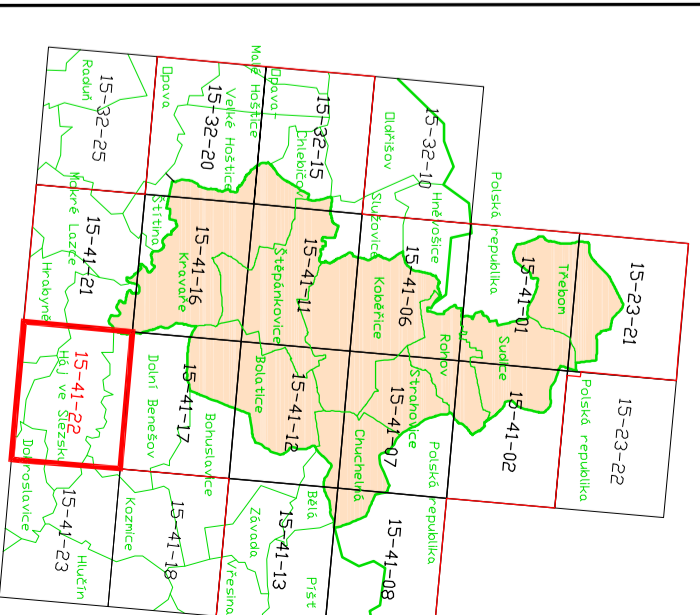 Raduň
15-32-25
Opava
15-32-20
Velké Hoštice
Malé Hoštice
Opava
15-32-15
Chlebičov
Oldřišov
15-32-10
Hněvošice
Služovice
Polská republika
Mokré Lazce
15-41-21
Hrabyně
Štítina
15-41-16
Kravaře
15-41-11
Štěpánkovice
15-41-06
Kobeřice
15-41-01
Třebom
15-23-21
Sudice
Rohov
15-41-22
Háj ve Slezsku
Dolní Benešov
15-41-17
Bohuslavice
Bolatice
15-41-12
Strahovice
15-41-07
Chuchelná
15-41-02
Polská republika
15-23-22
Polská republika
Dobroslavice
15-41-23
Hlučín
Kozmice
15-41-18
Závada
Vřesina
15-41-13
Bělá
Píšť
15-41-08